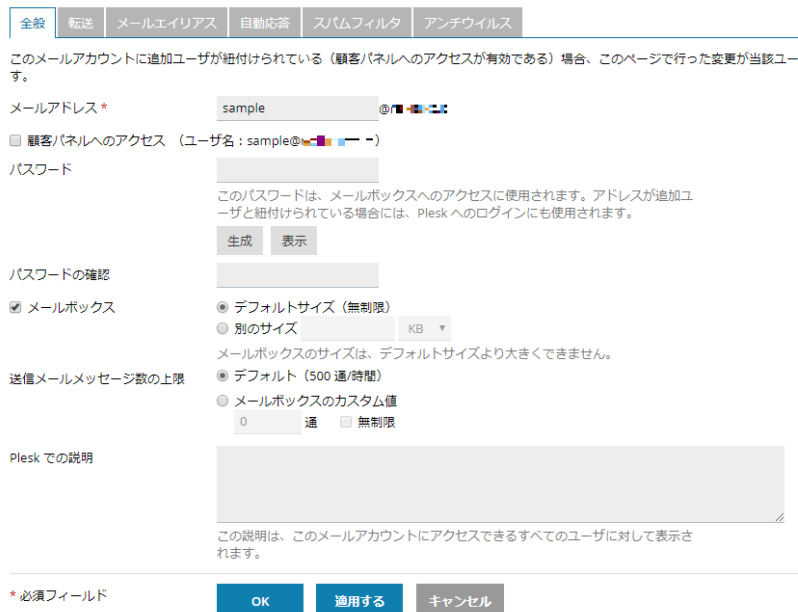 全般 転送 メールエイリアス 自動応答 スパムフィルタ アンチウイルス
このメールアカウントに追加ユーザが紐付けられている（顧客パネルへのアクセスが有効である）場合、このページで行った変更が当該ユー
す。
メールアドレス * sample @
顧客パネルへのアクセス （ユーザ名：sample@ ）
パスワード
このパスワードは、メールボックスへのアクセスに使用されます。アドレスが追加ユ
ーザと紐付けられている場合には、Plesk へのログインにも使用されます。
生成 表示
パスワードの確認
メールボックス デフォルトサイズ（無制限）
別のサイズ KB
メールボックスのサイズは、デフォルトサイズより大きくできません。
送信メールメッセージ数の上限 デフォルト（500 通/時間）
メールボックスのカスタム値
0 通 無制限
Plesk での説明
この説明は、このメールアカウントにアクセスできるすべてのユーザに対して表示さ
れます。
* 必須フィールド OK 適用する キャンセル